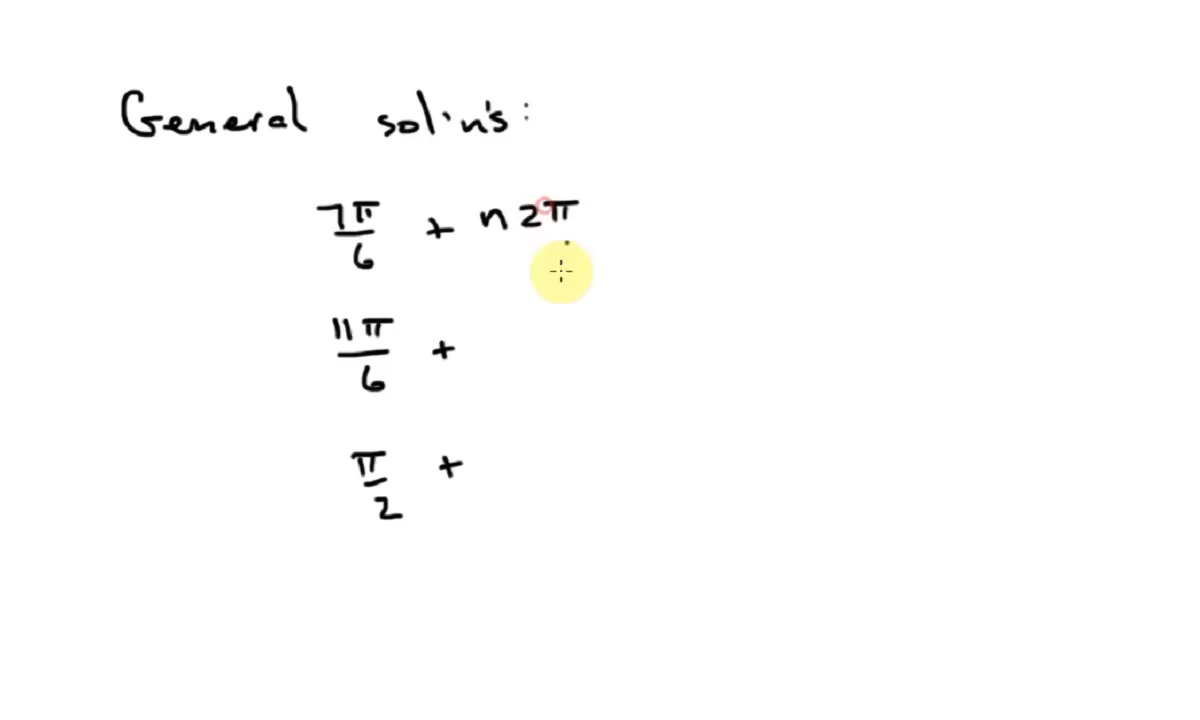 General sol'n's:
7π/6 + n2π
11π/6 +
π/2 +